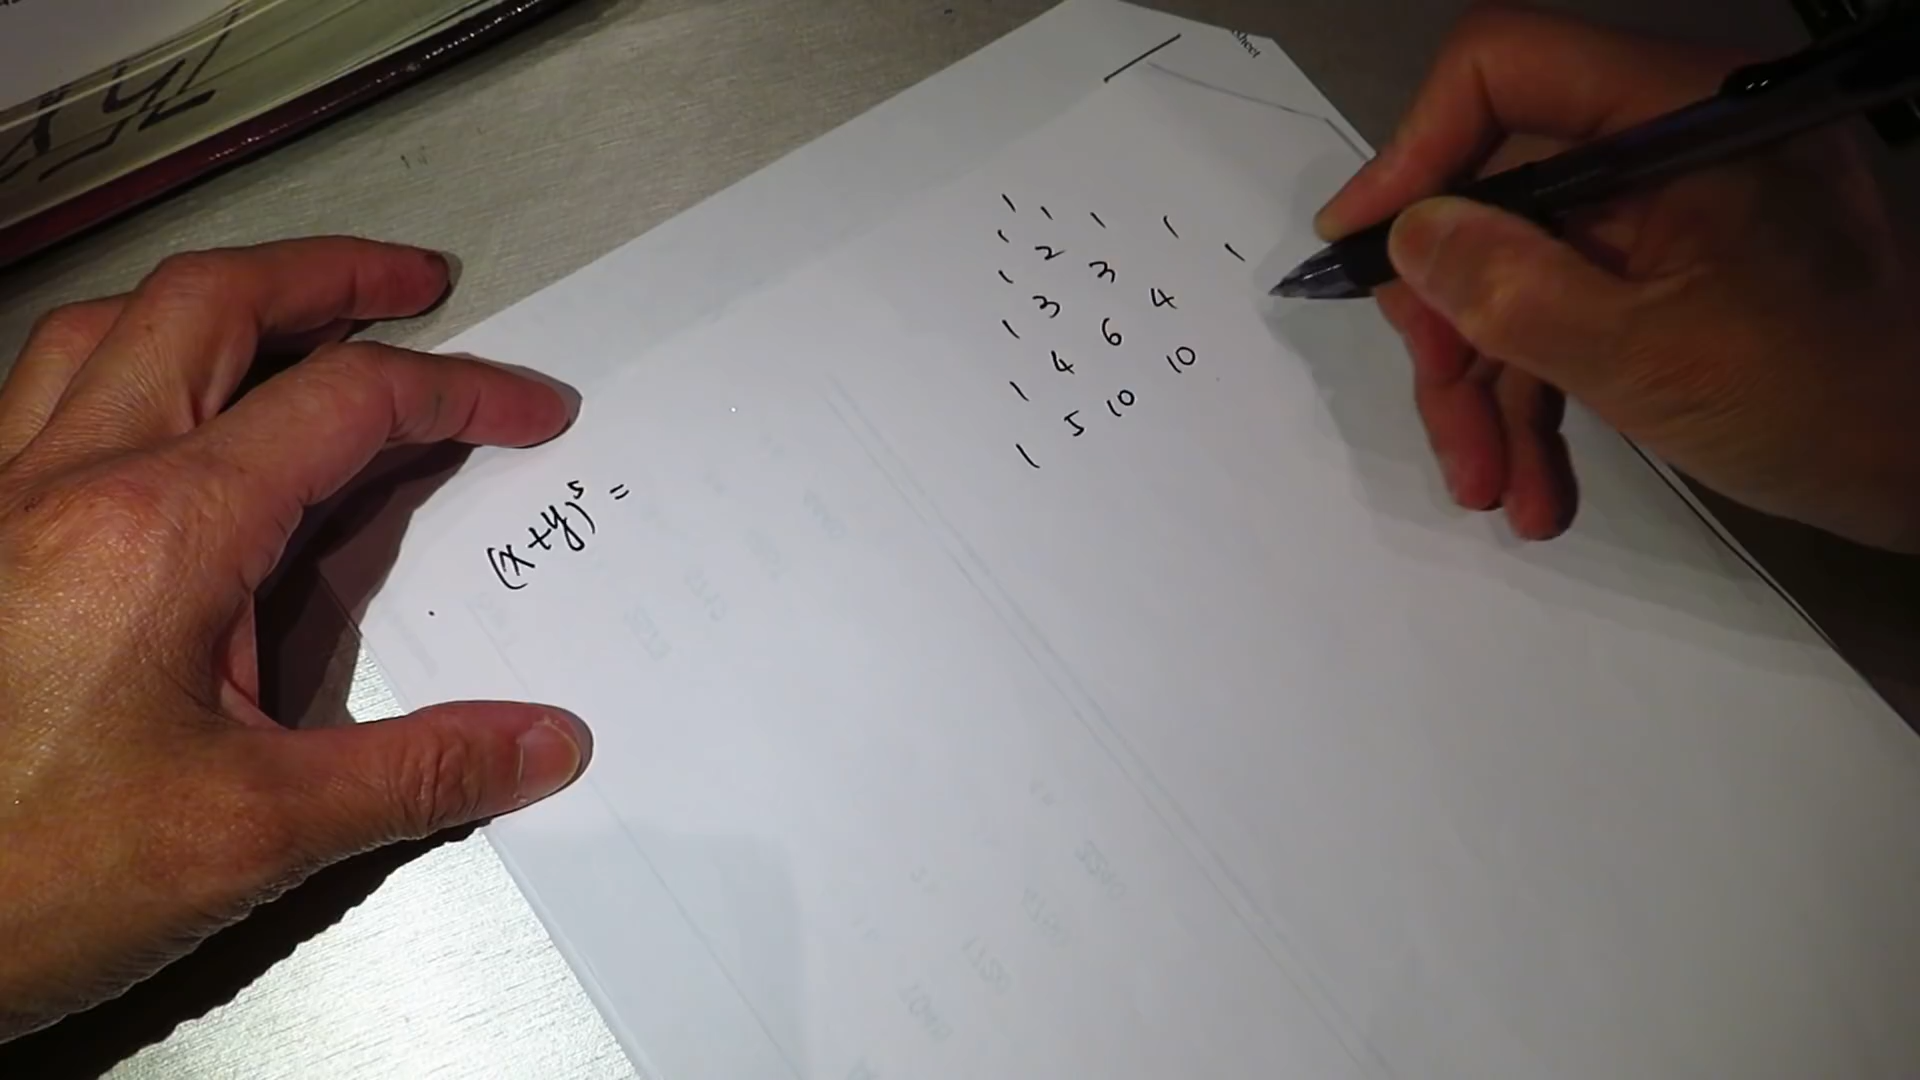 sheet
1
1 1
1 2 1
1 3 3 1
1 4 6 4 1
1 5 10 10
(x+y)⁵ =